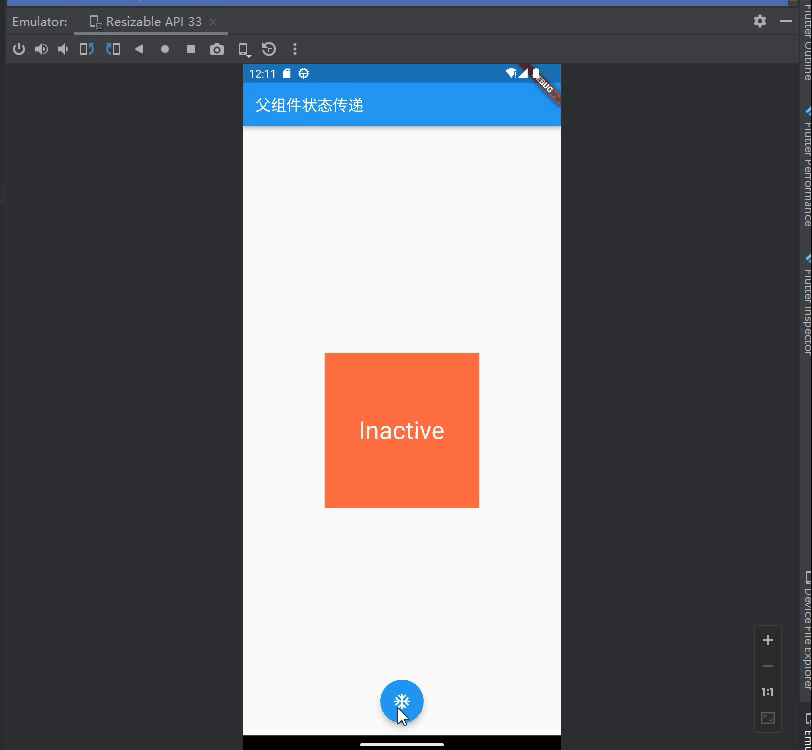 Emulator: Resizable API 33
12:11
DEBUG
父组件状态传递
Inactive
Flutter Outline
Flutter Performance
Flutter Inspector
Device File Explorer
1:1